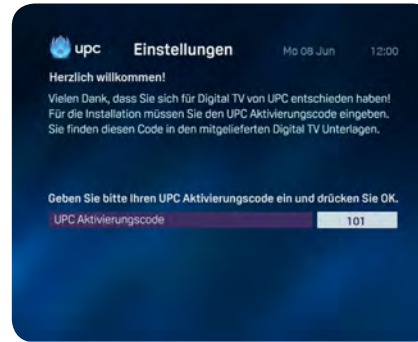 upc Einstellungen Mo 08 Jun 12:00
Herzlich willkommen!
Vielen Dank, dass Sie sich für Digital TV von UPC entschieden haben!
Für die Installation müssen Sie den UPC Aktivierungscode eingeben.
Sie finden diesen Code in den mitgelieferten Digital TV Unterlagen.
Geben Sie bitte Ihren UPC Aktivierungscode ein und drücken Sie OK.
UPC Aktivierungscode 101